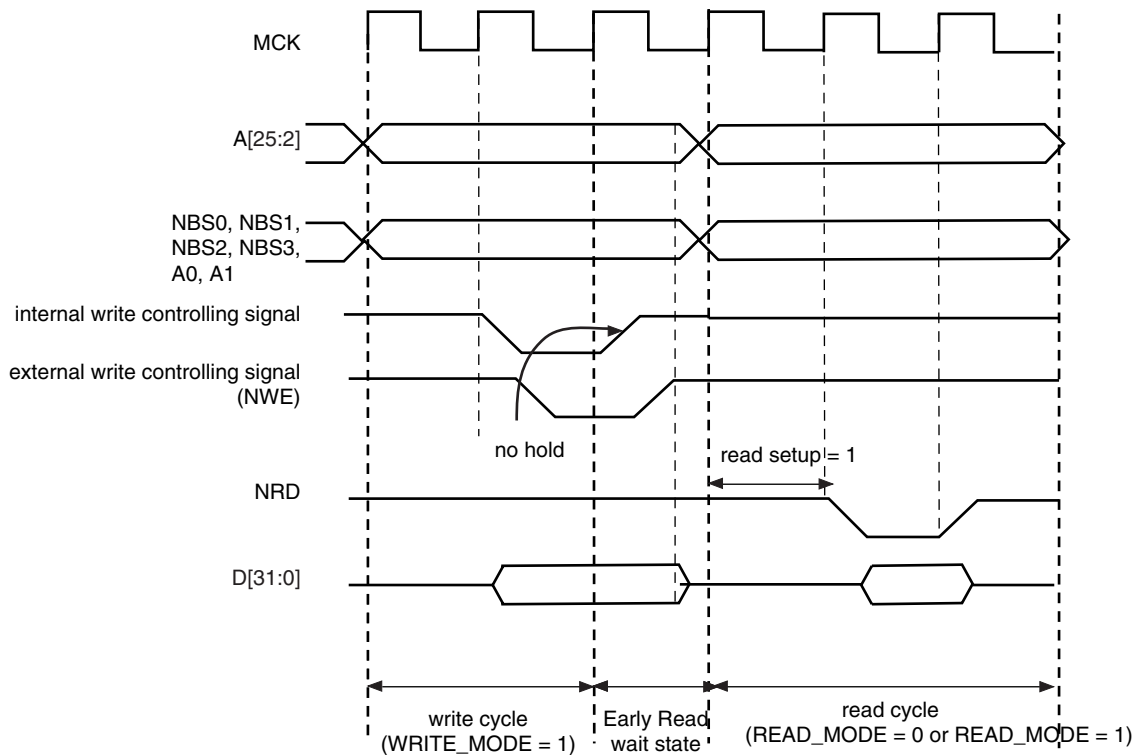 MCK
A[25:2]
NBS0, NBS1,
NBS2, NBS3,
A0, A1
internal write controlling signal
external write controlling signal
(NWE)
no hold
read setup = 1
NRD
D[31:0]
write cycle
(WRITE_MODE = 1)
Early Read
wait state
read cycle
(READ_MODE = 0 or READ_MODE = 1)